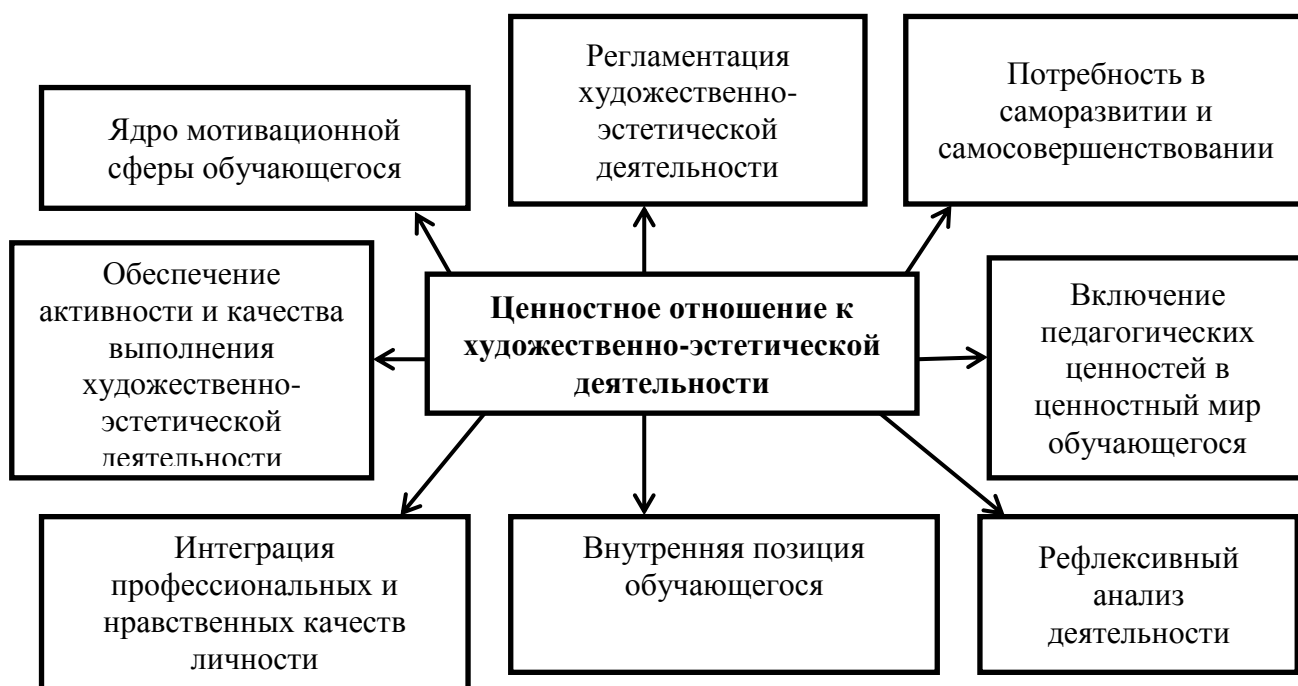 Ядро мотивационной
сферы обучающегося
Регламентация
художественно-
эстетической
деятельности
Потребность в
саморазвитии и
самосовершенствовании
Обеспечение
активности и качества
выполнения
художественно-
эстетической
деятельности
Ценностное отношение к
художественно-эстетической
деятельности
Включение
педагогических
ценностей в
ценностный мир
обучающегося
Интеграция
профессиональных и
нравственных качеств
личности
Внутренняя позиция
обучающегося
Рефлексивный
анализ
деятельности